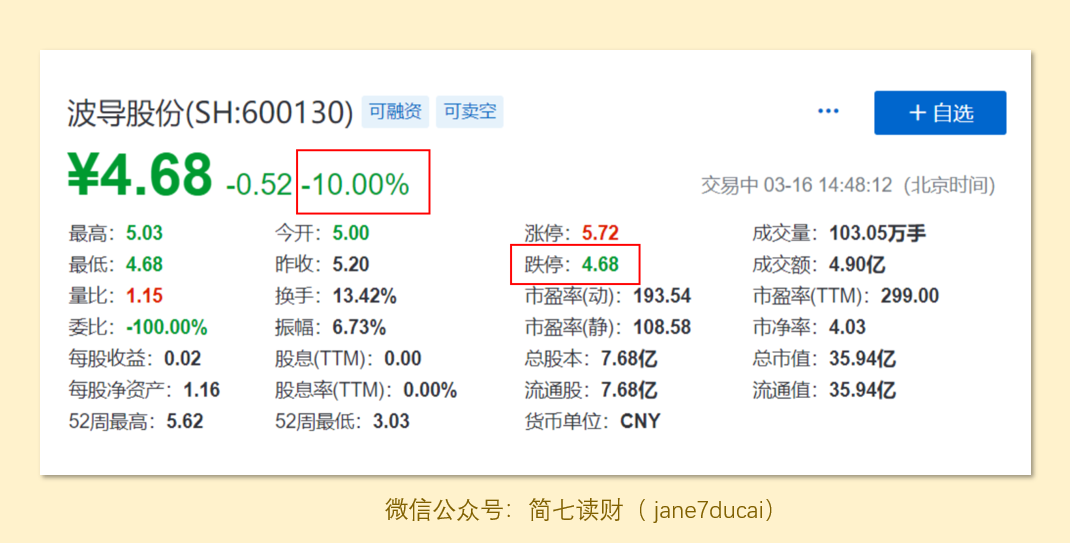 波导股份(SH:600130) 可融资 可卖空 ··· +自选
¥4.68 -0.52 -10.00% 交易中 03-16 14:48:12 (北京时间)
最高：5.03 今开：5.00 涨停：5.72 成交量：103.05万手
最低：4.68 昨收：5.20 跌停：4.68 成交额：4.90亿
量比：1.15 换手：13.42% 市盈率(动)：193.54 市盈率(TTM)：299.00
委比：-100.00% 振幅：6.73% 市盈率(静)：108.58 市净率：4.03
每股收益：0.02 股息(TTM)：0.00 总股本：7.68亿 总市值：35.94亿
每股净资产：1.16 股息率(TTM)：0.00% 流通股：7.68亿 流通值：35.94亿
52周最高：5.62 52周最低：3.03 货币单位：CNY
微信公众号：简七读财（jane7ducai）